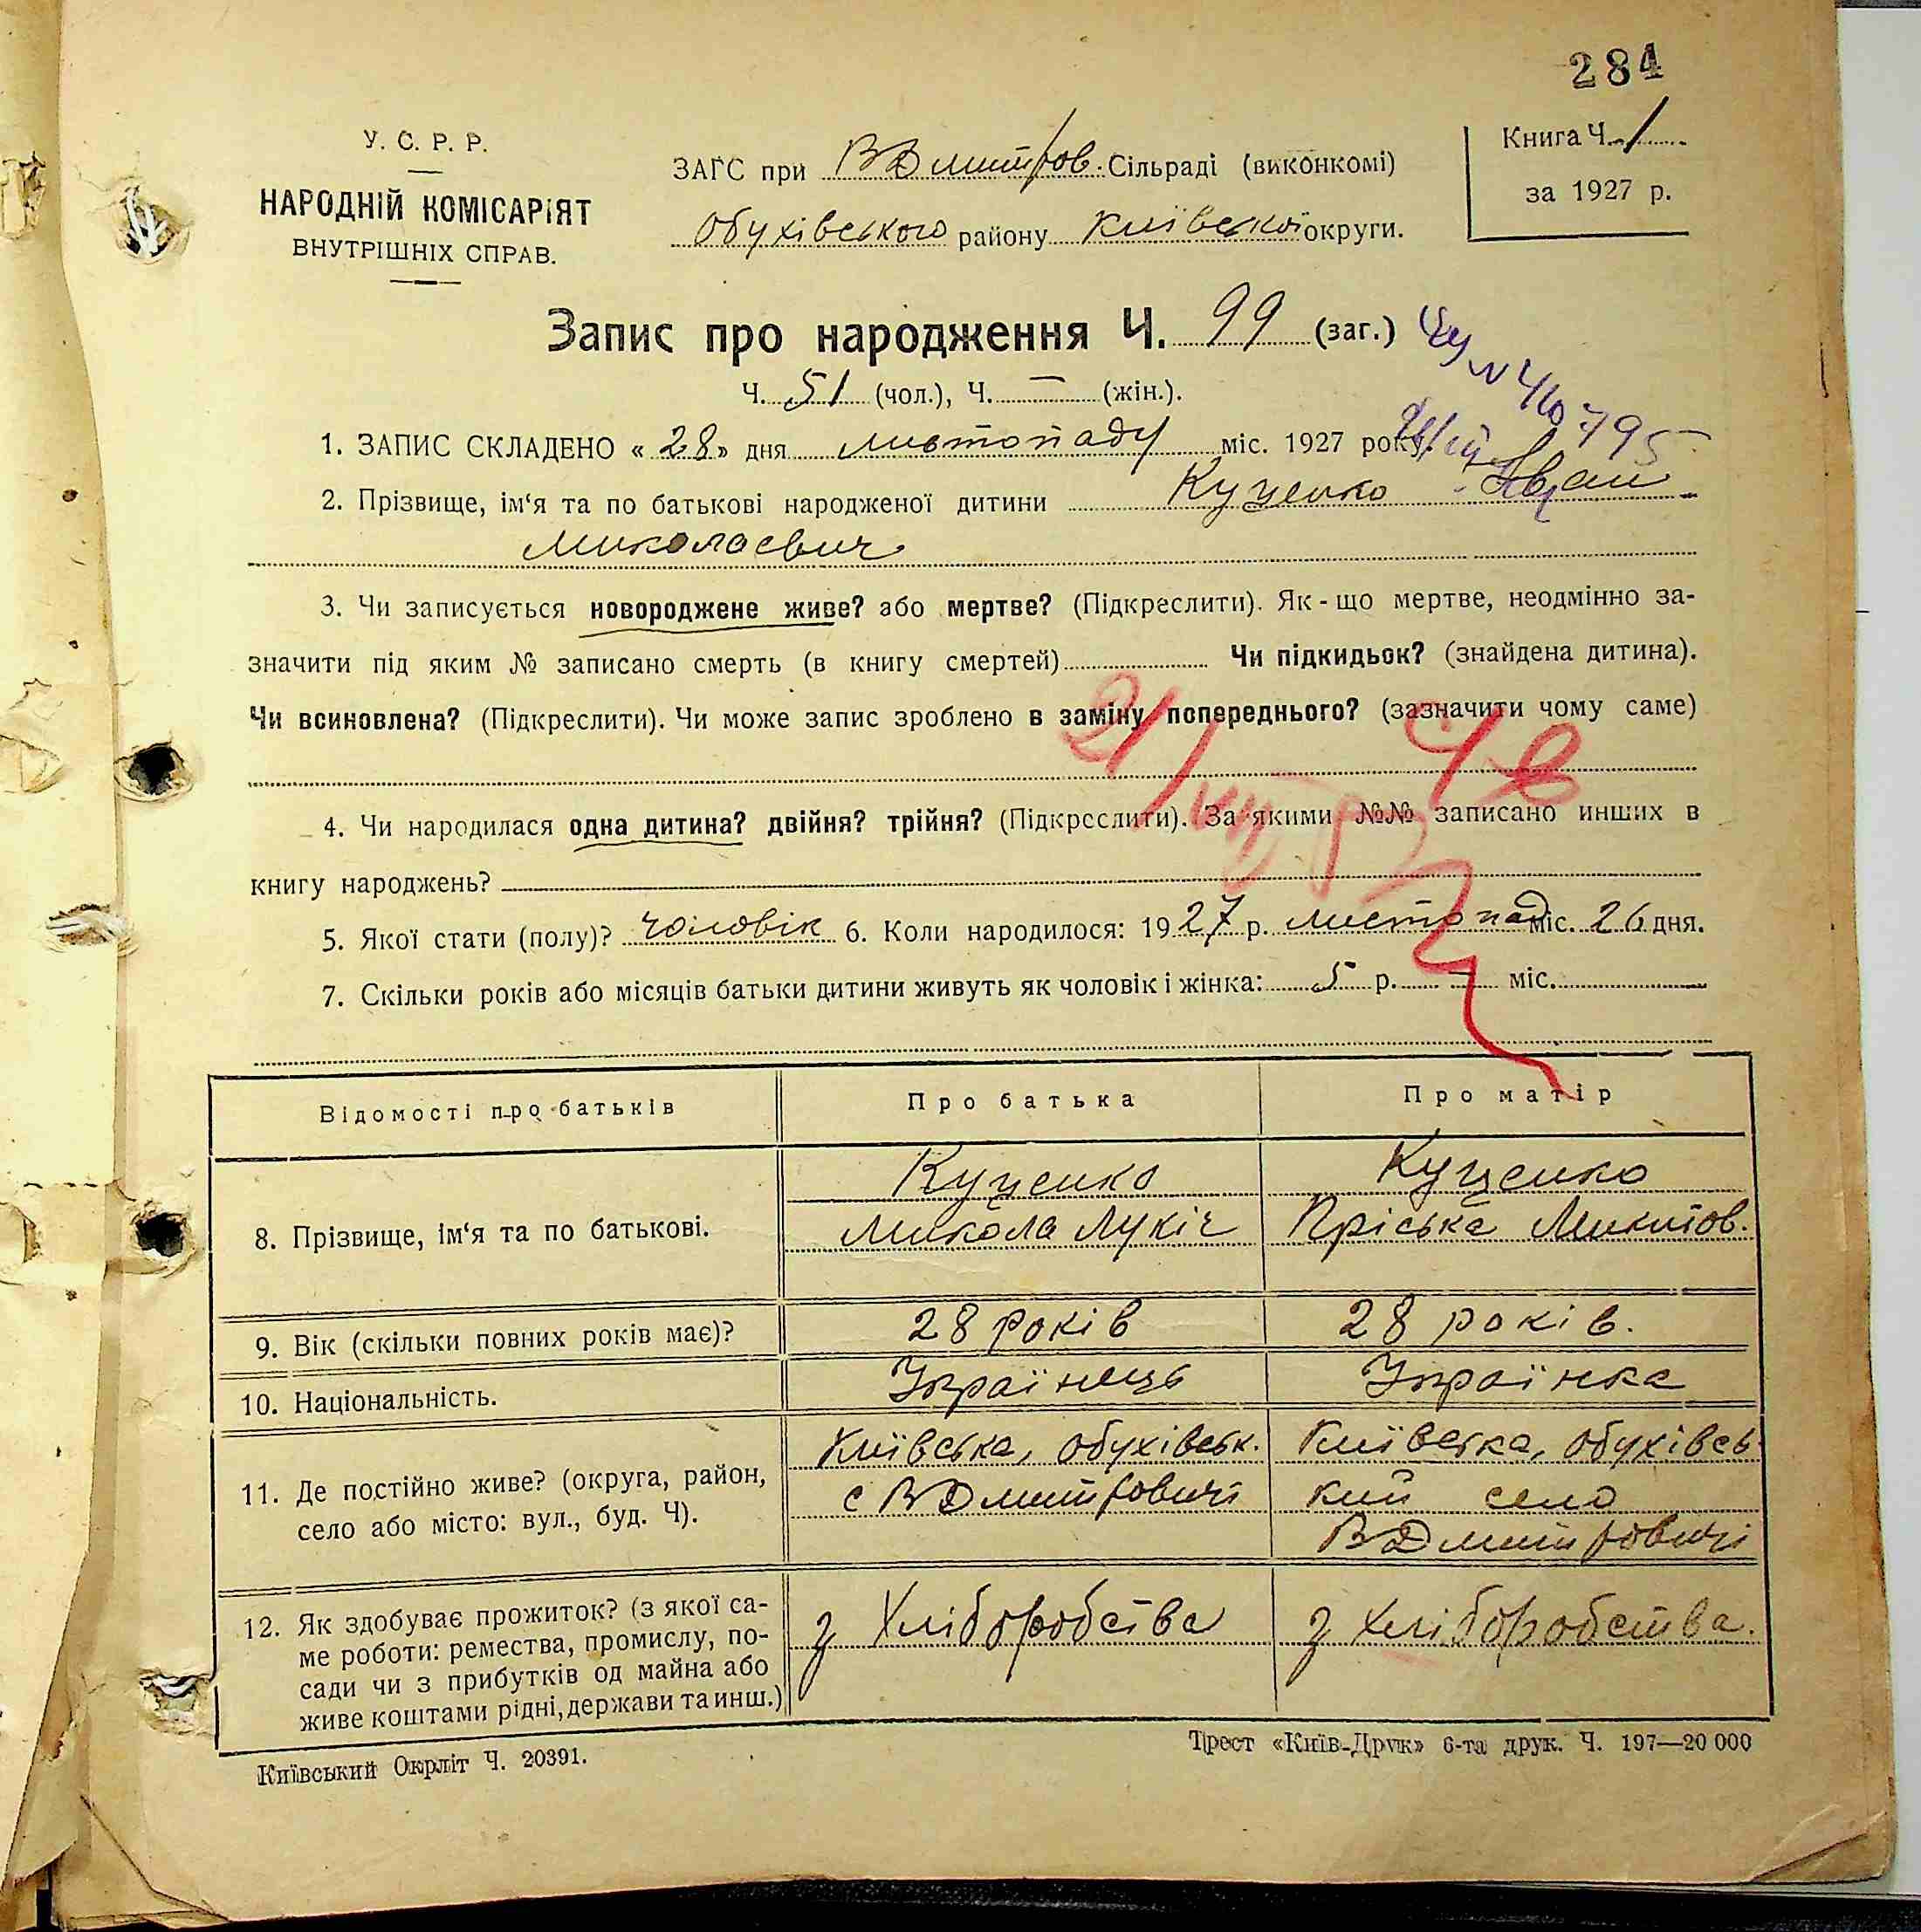 284
У. С. Р. Р.
НАРОДНІЙ КОМІСАРІЯТ
ВНУТРІШНІХ СПРАВ.
ЗАГС при ВДмитров. Сільраді (виконкомі)
Обухівського району Київської округи.
Книга Ч. 1
за 1927 р.
Запис про народження Ч. 99 (заг.)
Ч. 51 (чол.), Ч. — (жін.).
1. ЗАПИС СКЛАДЕНО « 28 » дня листопаду міс. 1927 року
2. Прізвище, ім‘я та по батькові народженої дитини Куценко Іван
Миколаєвич
3. Чи записується новороджене живе? або мертве? (Підкреслити). Як-що мертве, неодмінно за-
значити під яким № записано смерть (в книгу смертей) Чи підкидьок? (знайдена дитина).
Чи всиновлена? (Підкреслити). Чи може запис зроблено в заміну попереднього? (зазначити чому саме)
4. Чи народилася одна дитина? двійня? трійня? (Підкреслити). За якими №№ записано инших в
книгу народжень?
5. Якої стати (полу)? Чоловік 6. Коли народилося: 1927 р. листопад міс. 26 дня.
7. Скільки років або місяців батьки дитини живуть як чоловік і жінка: 5 р. — міс.
Відомості про батьків Про батька Про матір
8. Прізвище, ім‘я та по батькові.
Куценко
Микола Лукіч
Куценко
Пріська Микитов.
9. Вік (скільки повних років має)? 28 років 28 років.
10. Національність. Українець Українка
11. Де постійно живе? (округа, район,
село або місто: вул., буд. Ч).
Київська, обухівськ.
с ВДмитровичі
Київська, обухівсь
кий село
ВДмитровичі
12. Як здобуває прожиток? (з якої са-
ме роботи: ремества, промислу, по-
сади чи з прибутків од майна або
живе коштами рідні, держави та инш.)
з Хліборобства
з хліборобства.
Київський Окрліт Ч. 20391.
Трест «Київ-Друк» 6-та друк. Ч. 197—20 000